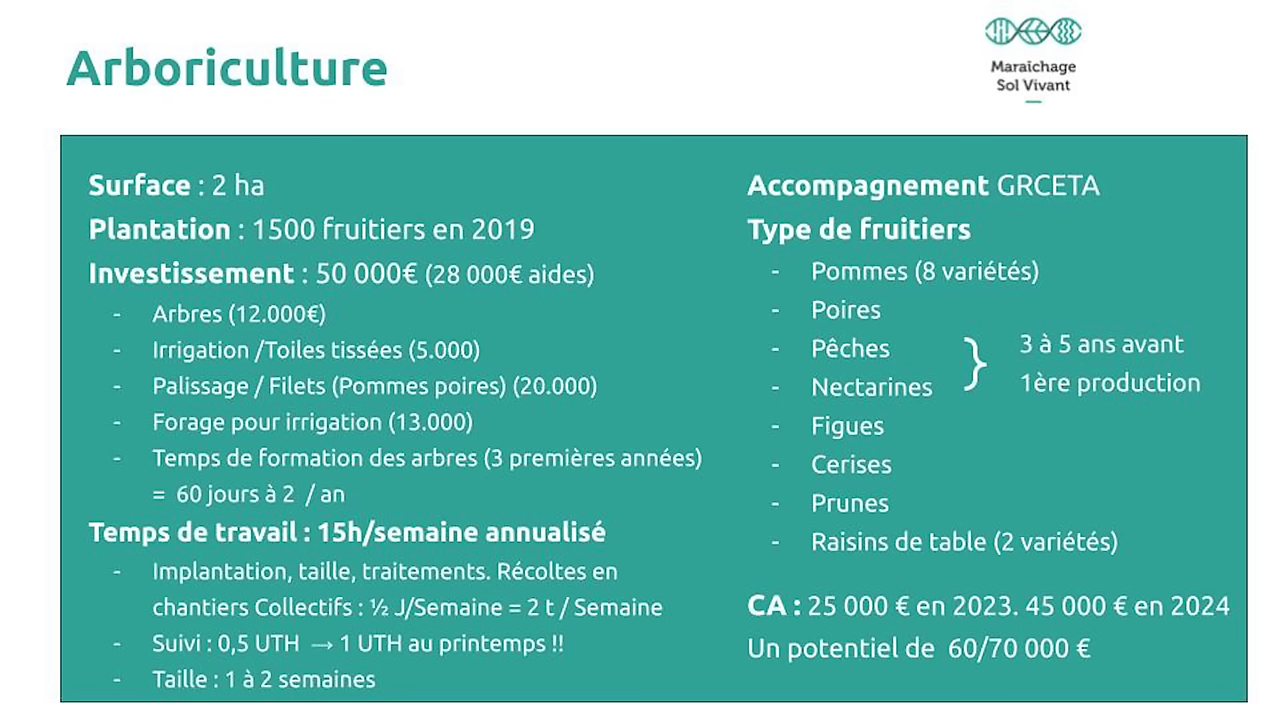 Arboriculture
Maraîchage
Sol Vivant
Surface : 2 ha
Plantation : 1500 fruitiers en 2019
Investissement : 50 000€ (28 000€ aides)
- Arbres (12.000€)
- Irrigation /Toiles tissées (5.000)
- Palissage / Filets (Pommes poires) (20.000)
- Forage pour irrigation (13.000)
- Temps de formation des arbres (3 premières années)
= 60 jours à 2 / an
Temps de travail : 15h/semaine annualisé
- Implantation, taille, traitements. Récoltes en
chantiers Collectifs : ½ J/Semaine = 2 t / Semaine
- Suivi : 0,5 UTH → 1 UTH au printemps !!
- Taille : 1 à 2 semaines
Accompagnement GRCETA
Type de fruitiers
- Pommes (8 variétés)
- Poires
- Pêches
- Nectarines
} 3 à 5 ans avant
1ère production
- Figues
- Cerises
- Prunes
- Raisins de table (2 variétés)
CA : 25 000 € en 2023. 45 000 € en 2024
Un potentiel de 60/70 000 €